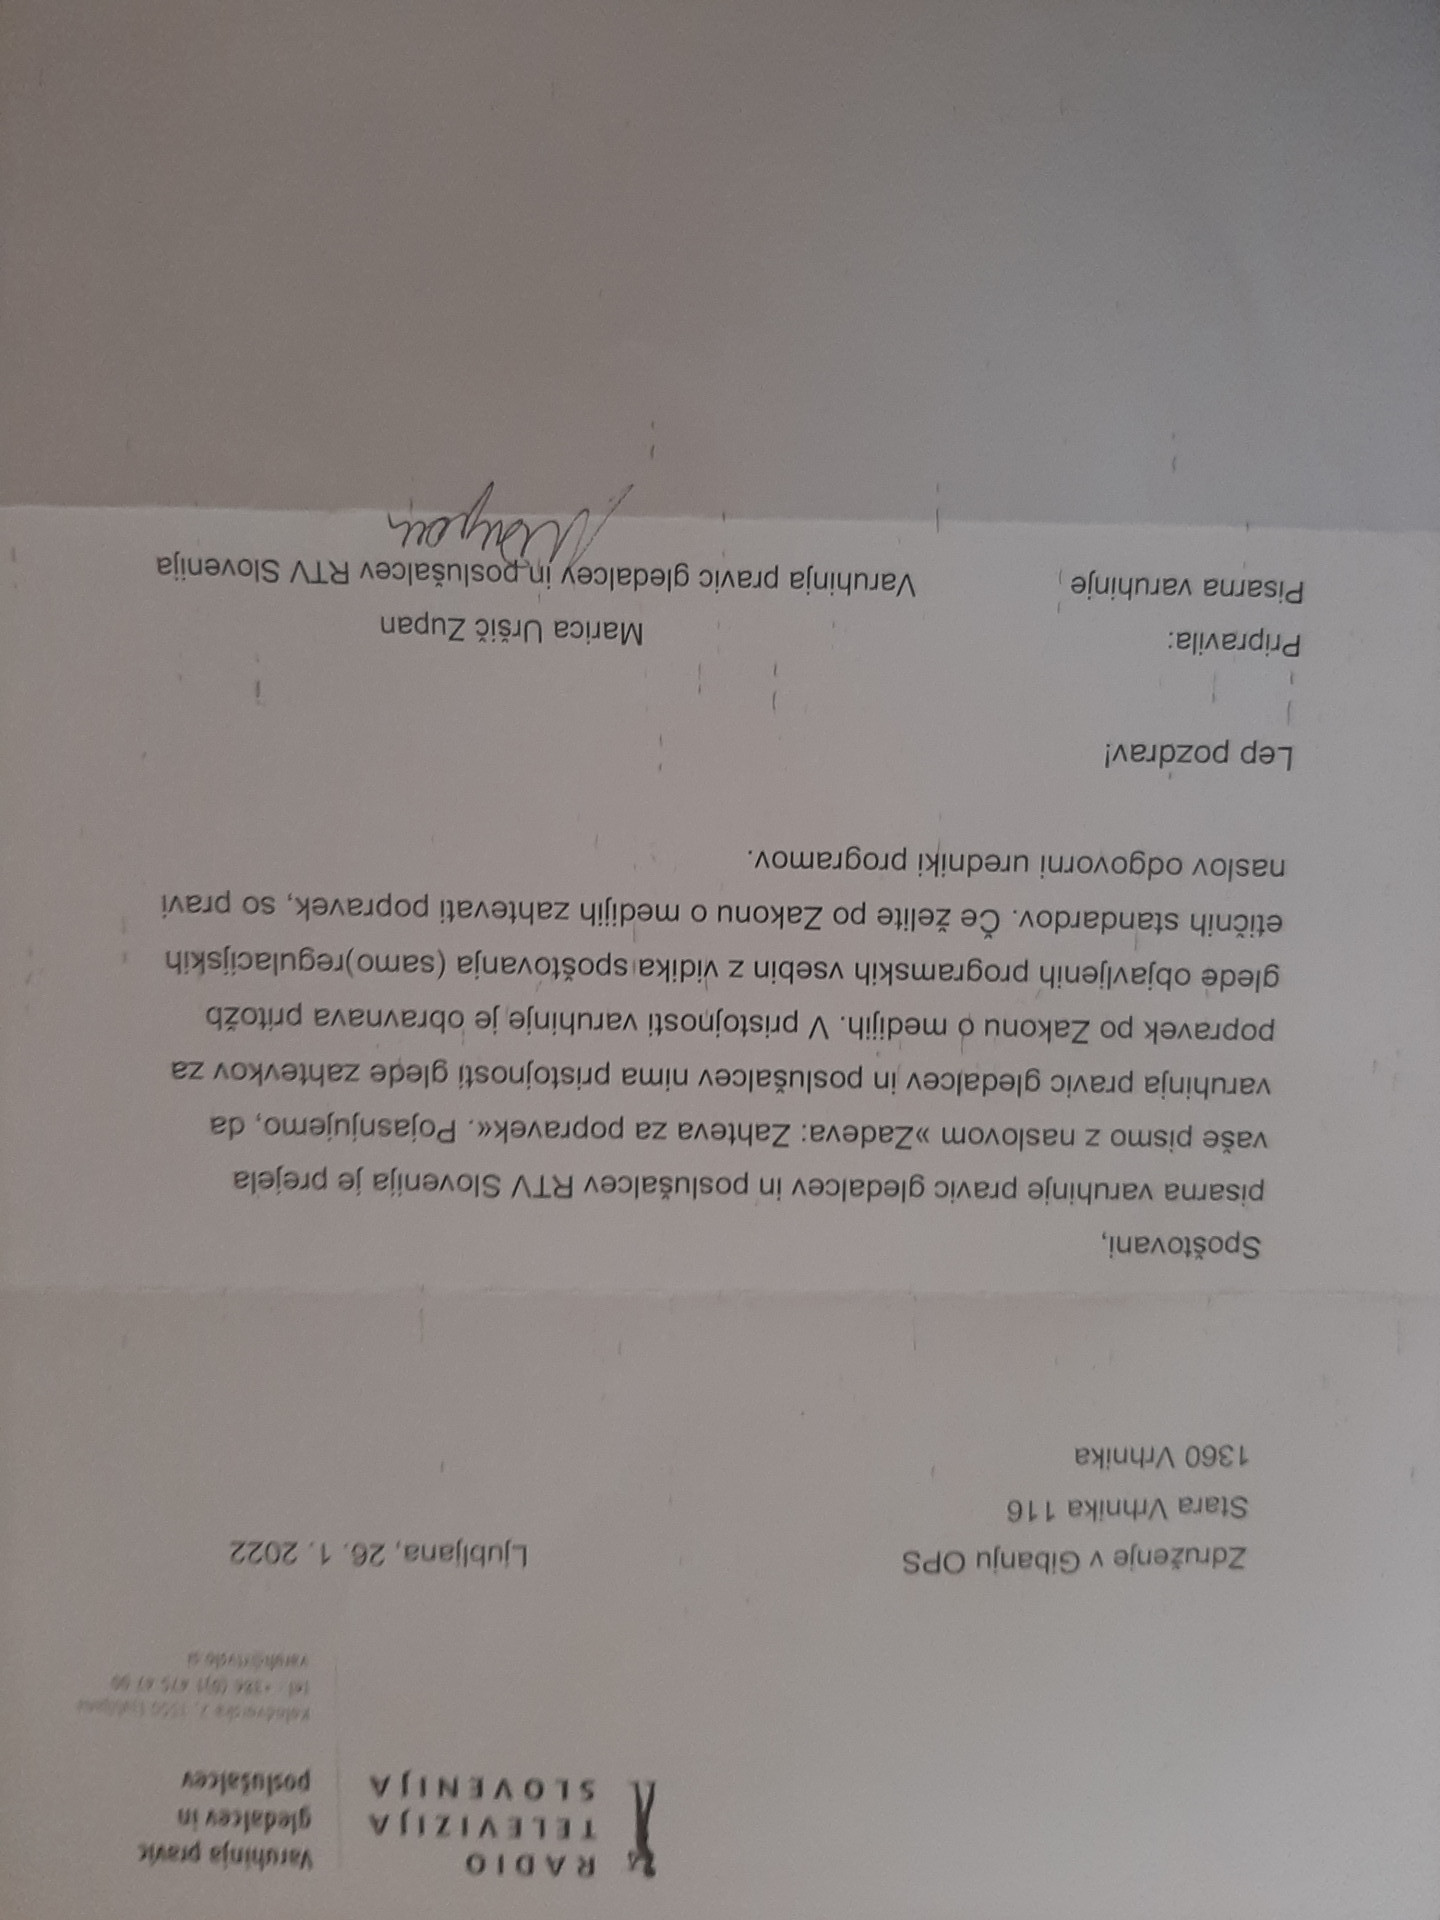 RADIO
TELEVIZIJA
SLOVENIJA
Varuhinja pravic
gledalcev in
poslušalcev
Kolodvorska 2, 1550 Ljubljana
Združenje v Gibanju OPS
Stara Vrhnika 116
1360 Vrhnika
Ljubljana, 26. 1. 2022
Spoštovani,
pisarna varuhinje pravic gledalcev in poslušalcev RTV Slovenija je prejela
vaše pismo z naslovom »Zadeva: Zahteva za popravek«. Pojasnjujemo, da
varuhinja pravic gledalcev in poslušalcev nima pristojnosti glede zahtevkov za
popravek po Zakonu o medijih. V pristojnosti varuhinje je obravnava pritožb
glede objavljenih programskih vsebin z vidika spoštovanja (samo)regulacijskih
etičnih standardov. Če želite po Zakonu o medijih zahtevati popravek, so pravi
naslov odgovorni uredniki programov.
Lep pozdrav!
Pripravila:
Pisarna varuhinje
Marica Uršič Zupan
Varuhinja pravic gledalcev in poslušalcev RTV Slovenija